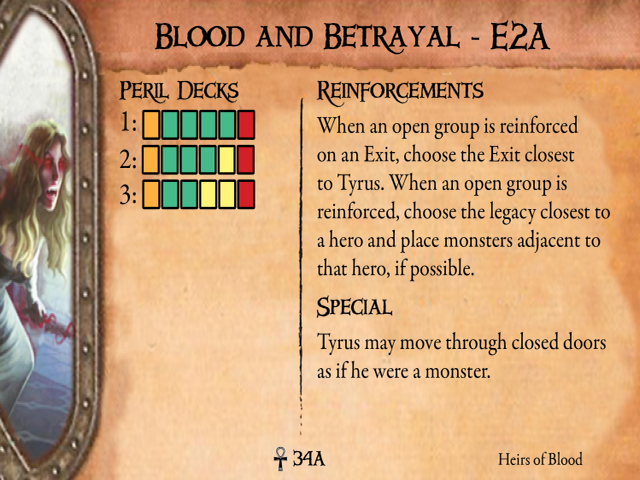 BLOOD AND BETRAYAL - E2A
PERIL DECKS
1:
2:
3:
REINFORCEMENTS
When an open group is reinforced
on an Exit, choose the Exit closest
to Tyrus. When an open group is
reinforced, choose the legacy closest to
a hero and place monsters adjacent to
that hero, if possible.
SPECIAL
Tyrus may move through closed doors
as if he were a monster.
34A
Heirs of Blood